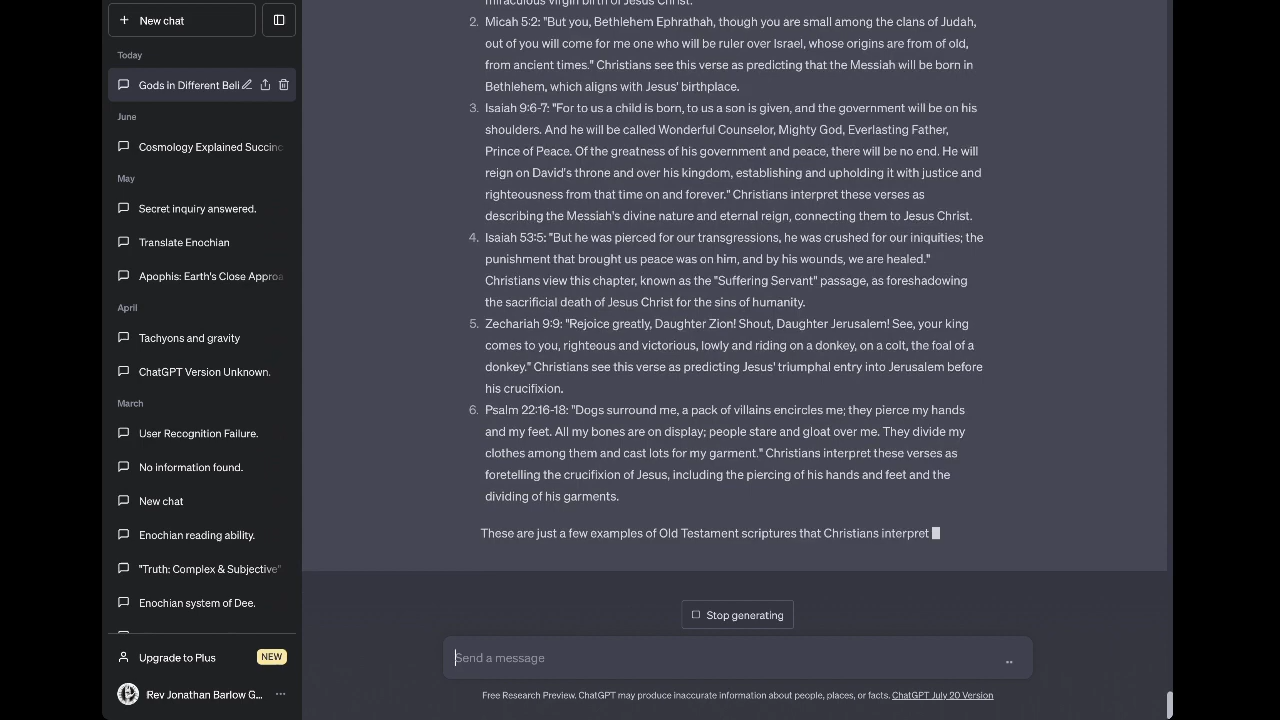 New chat
Today
Gods in Different Beli
June
Cosmology Explained Succinc
May
Secret inquiry answered.
Translate Enochian
Apophis: Earth's Close Approa
April
Tachyons and gravity
ChatGPT Version Unknown.
March
User Recognition Failure.
No information found.
New chat
Enochian reading ability.
"Truth: Complex & Subjective"
Enochian system of Dee.
Upgrade to Plus NEW
Rev Jonathan Barlow G... ...
miraculous virgin birth of Jesus Christ.
2. Micah 5:2: "But you, Bethlehem Ephrathah, though you are small among the clans of Judah,
out of you will come for me one who will be ruler over Israel, whose origins are from of old,
from ancient times." Christians see this verse as predicting that the Messiah will be born in
Bethlehem, which aligns with Jesus' birthplace.
3. Isaiah 9:6-7: "For to us a child is born, to us a son is given, and the government will be on his
shoulders. And he will be called Wonderful Counselor, Mighty God, Everlasting Father,
Prince of Peace. Of the greatness of his government and peace, there will be no end. He will
reign on David's throne and over his kingdom, establishing and upholding it with justice and
righteousness from that time on and forever." Christians interpret these verses as
describing the Messiah's divine nature and eternal reign, connecting them to Jesus Christ.
4. Isaiah 53:5: "But he was pierced for our transgressions, he was crushed for our iniquities; the
punishment that brought us peace was on him, and by his wounds, we are healed."
Christians view this chapter, known as the "Suffering Servant" passage, as foreshadowing
the sacrificial death of Jesus Christ for the sins of humanity.
5. Zechariah 9:9: "Rejoice greatly, Daughter Zion! Shout, Daughter Jerusalem! See, your king
comes to you, righteous and victorious, lowly and riding on a donkey, on a colt, the foal of a
donkey." Christians see this verse as predicting Jesus' triumphal entry into Jerusalem before
his crucifixion.
6. Psalm 22:16-18: "Dogs surround me, a pack of villains encircles me; they pierce my hands
and my feet. All my bones are on display; people stare and gloat over me. They divide my
clothes among them and cast lots for my garment." Christians interpret these verses as
foretelling the crucifixion of Jesus, including the piercing of his hands and feet and the
dividing of his garments.
These are just a few examples of Old Testament scriptures that Christians interpret
Stop generating
Send a message
Free Research Preview. ChatGPT may produce inaccurate information about people, places, or facts. ChatGPT July 20 Version